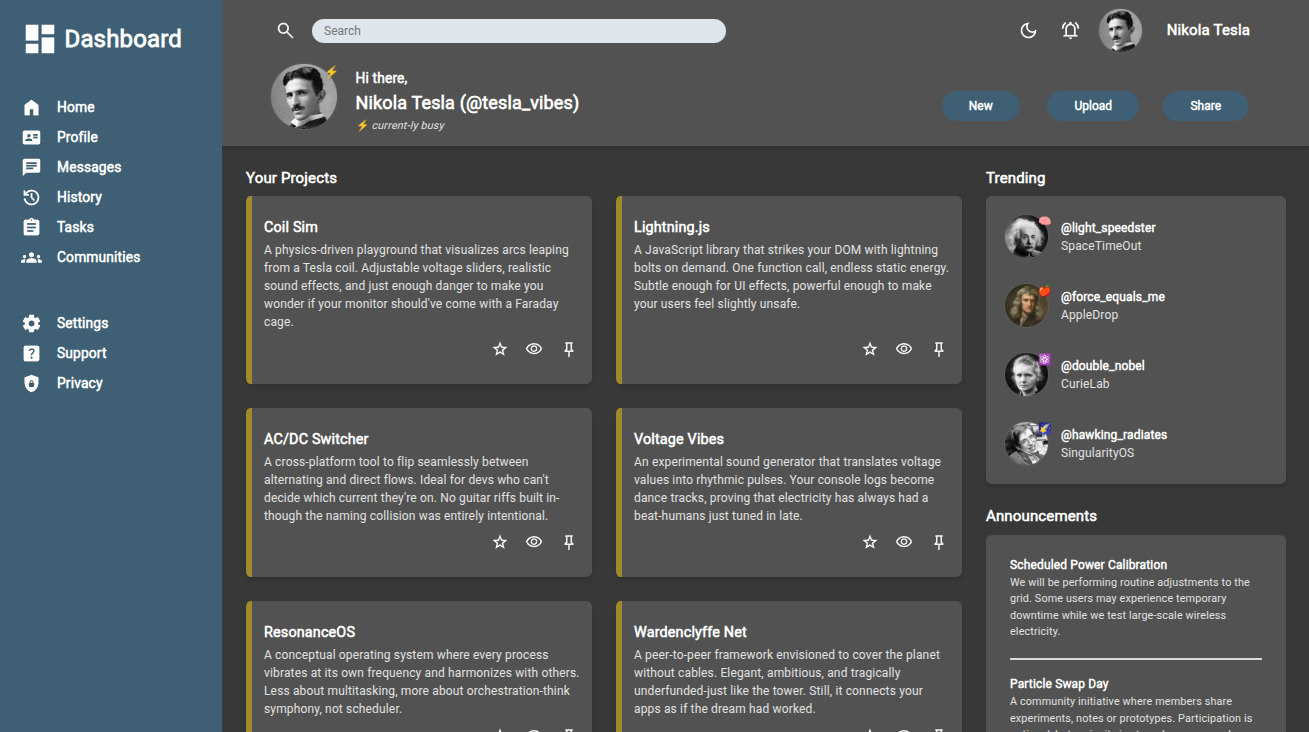 Dashboard
Home
Profile
Messages
History
Tasks
Communities
Settings
Support
Privacy
Search
Nikola Tesla
Hi there,
Nikola Tesla (@tesla_vibes)
⚡ current-ly busy
New
Upload
Share
Your Projects
Coil Sim
A physics-driven playground that visualizes arcs leaping
from a Tesla coil. Adjustable voltage sliders, realistic
sound effects, and just enough danger to make you
wonder if your monitor should've come with a Faraday
cage.
Lightning.js
A JavaScript library that strikes your DOM with lightning
bolts on demand. One function call, endless static energy.
Subtle enough for UI effects, powerful enough to make
your users feel slightly unsafe.
AC/DC Switcher
A cross-platform tool to flip seamlessly between
alternating and direct flows. Ideal for devs who can't
decide which current they're on. No guitar riffs built in-
though the naming collision was entirely intentional.
Voltage Vibes
An experimental sound generator that translates voltage
values into rhythmic pulses. Your console logs become
dance tracks, proving that electricity has always had a
beat-humans just tuned in late.
ResonanceOS
A conceptual operating system where every process
vibrates at its own frequency and harmonizes with others.
Less about multitasking, more about orchestration-think
symphony, not scheduler.
Wardenclyffe Net
A peer-to-peer framework envisioned to cover the planet
without cables. Elegant, ambitious, and tragically
underfunded-just like the tower. Still, it connects your
apps as if the dream had worked.
Trending
@light_speedster
SpaceTimeOut
@force_equals_me
AppleDrop
@double_nobel
CurieLab
@hawking_radiates
SingularityOS
Announcements
Scheduled Power Calibration
We will be performing routine adjustments to the
grid. Some users may experience temporary
downtime while we test large-scale wireless
electricity.
Particle Swap Day
A community initiative where members share
experiments, notes or prototypes. Participation is